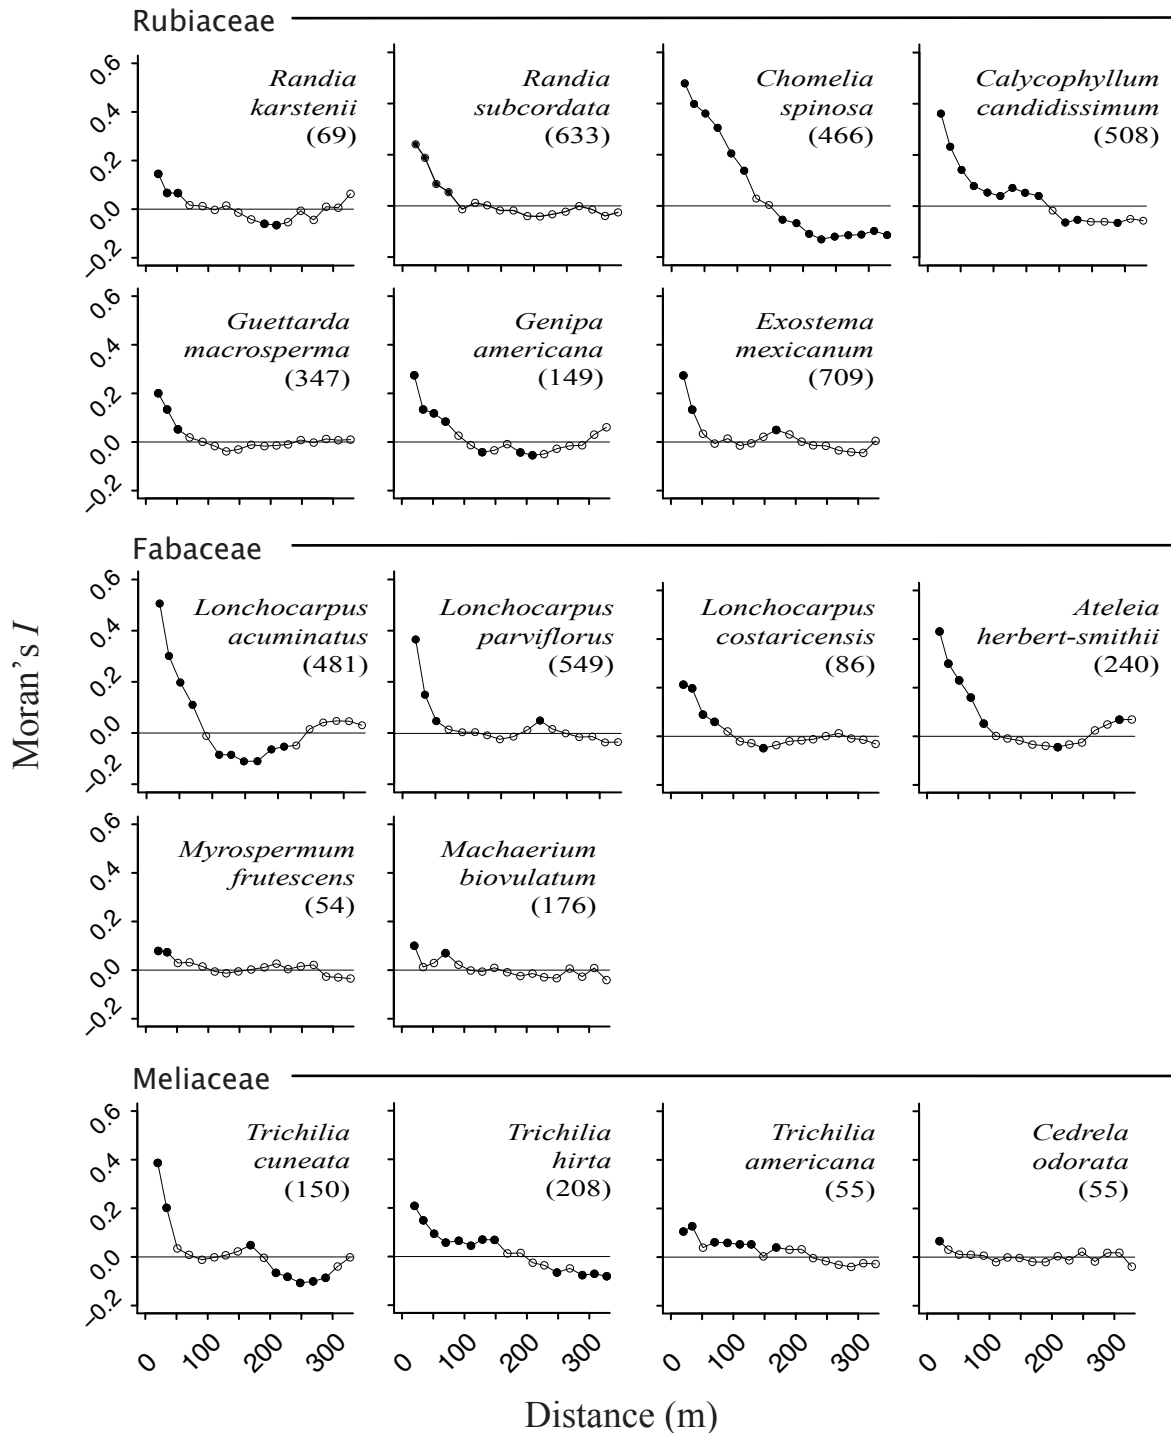 Rubiaceae
0.6
0.4
0.2
0.0
−0.2
Randia
karstenii
(69)
Randia
subcordata
(633)
Chomelia
spinosa
(466)
Calycophyllum
candidissimum
(508)
0.6
0.4
0.2
0.0
−0.2
Guettarda
macrosperma
(347)
Genipa
americana
(149)
Exostema
mexicanum
(709)
Fabaceae
Moran's I
0.6
0.4
0.2
0.0
−0.2
Lonchocarpus
acuminatus
(481)
Lonchocarpus
parviflorus
(549)
Lonchocarpus
costaricensis
(86)
Ateleia
herbert-smithii
(240)
0.6
0.4
0.2
0.0
−0.2
Myrospermum
frutescens
(54)
Machaerium
biovulatum
(176)
Meliaceae
0.6
0.4
0.2
0.0
−0.2
Trichilia
cuneata
(150)
Trichilia
hirta
(208)
Trichilia
americana
(55)
Cedrela
odorata
(55)
0 100 200 300
0 100 200 300
0 100 200 300
0 100 200 300
Distance (m)